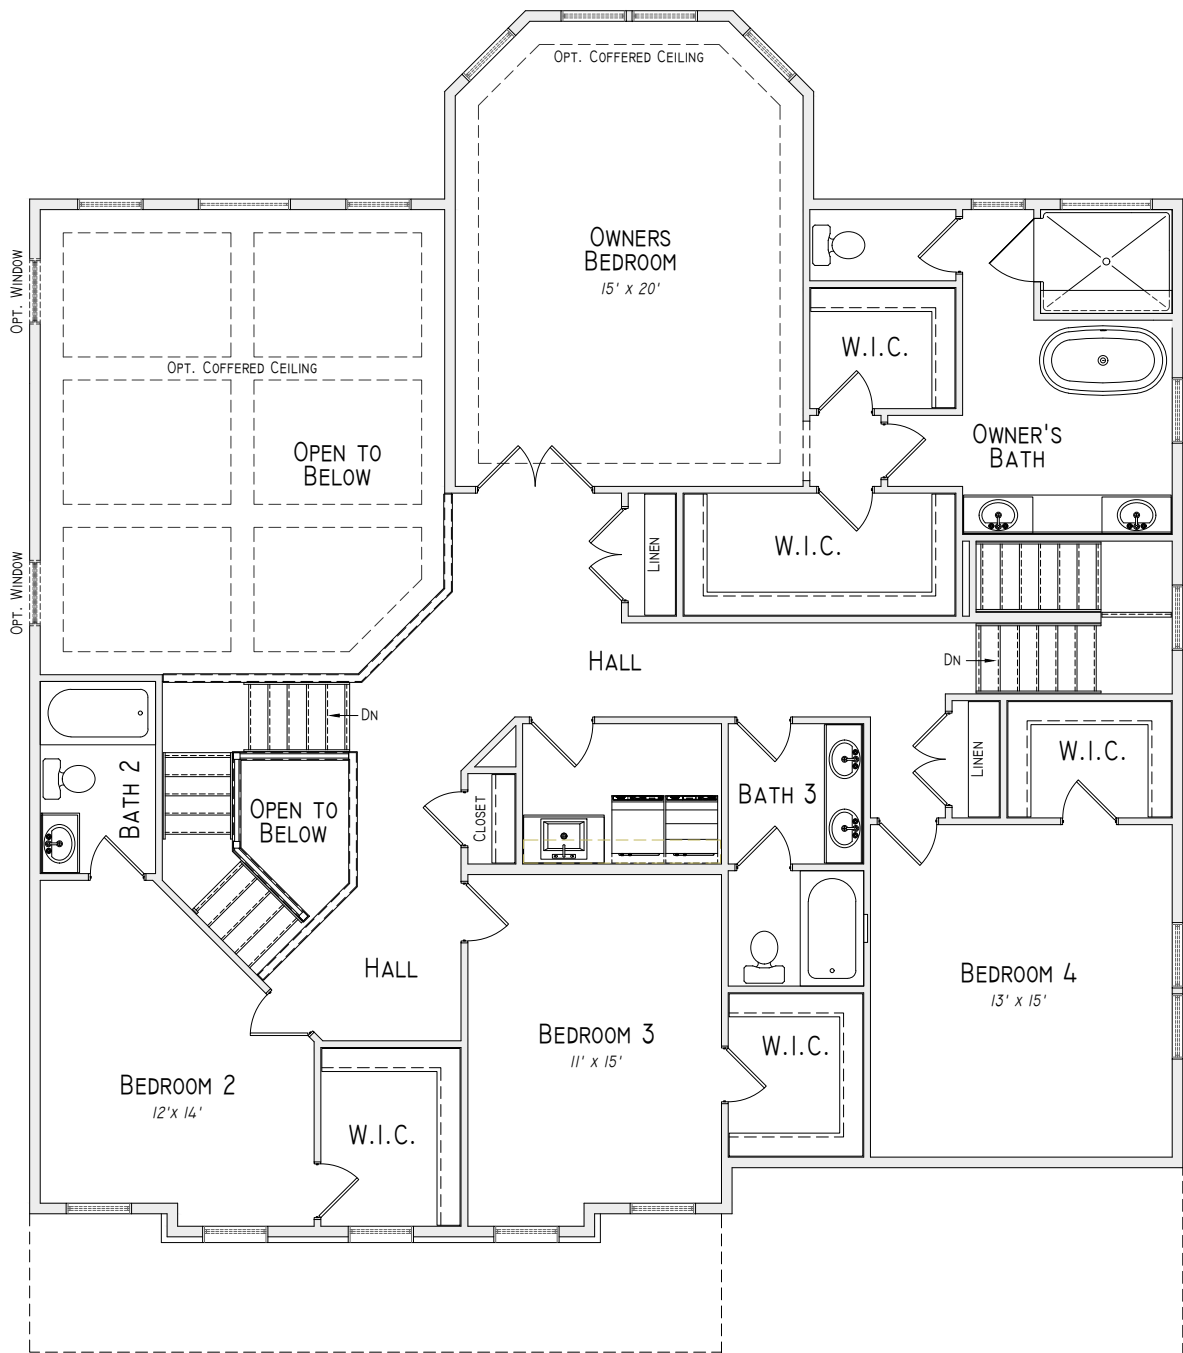 OPT. COFFERED CEILING
OWNERS
BEDROOM
15' X 20'
OPT. WINDOW
W.I.C.
OPT. COFFERED CEILING
OPEN TO
BELOW
OWNER'S
BATH
W.I.C.
LINEN
OPT. WINDOW
HALL
DN
DN
W.I.C.
LINEN
BATH 2
BATH 3
OPEN TO
BELOW
CLOSET
HALL
BEDROOM 4
13' X 15'
BEDROOM 3
11' X 15'
W.I.C.
BEDROOM 2
12' X 14'
W.I.C.